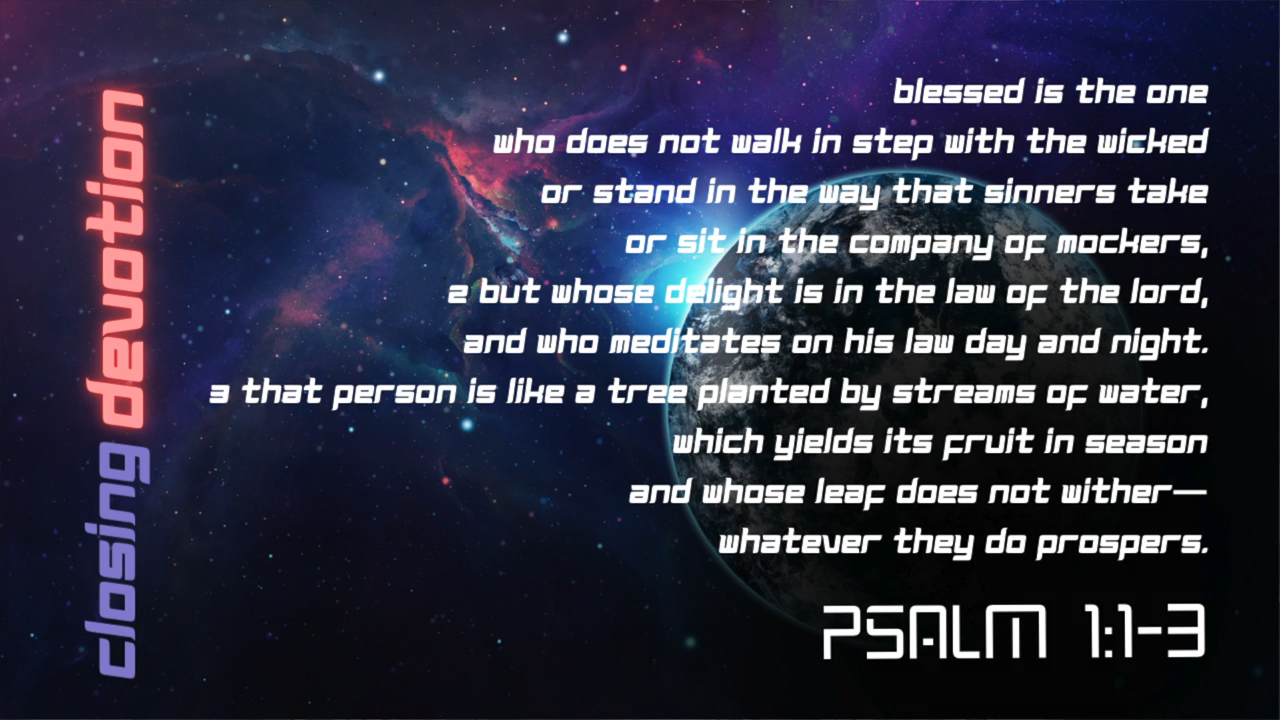 closing devotion
blessed is the one
who does not walk in step with the wicked
or stand in the way that sinners take
or sit in the company of mockers,
2 but whose delight is in the law of the lord,
and who meditates on his law day and night.
3 that person is like a tree planted by streams of water,
which yields its fruit in season
and whose leaf does not wither—
whatever they do prospers.
PSALM 1:1-3